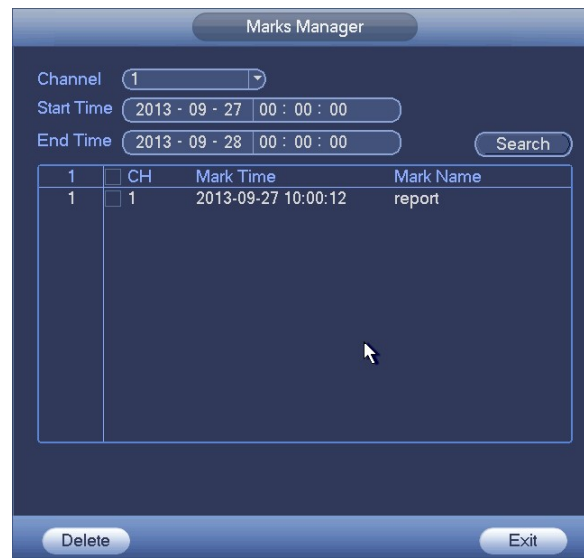 Marks Manager
Channel 1
Start Time 2013 - 09 - 27 00 : 00 : 00
End Time 2013 - 09 - 28 00 : 00 : 00
Search
1 CH Mark Time Mark Name
1 1 2013-09-27 10:00:12 report
Delete Exit